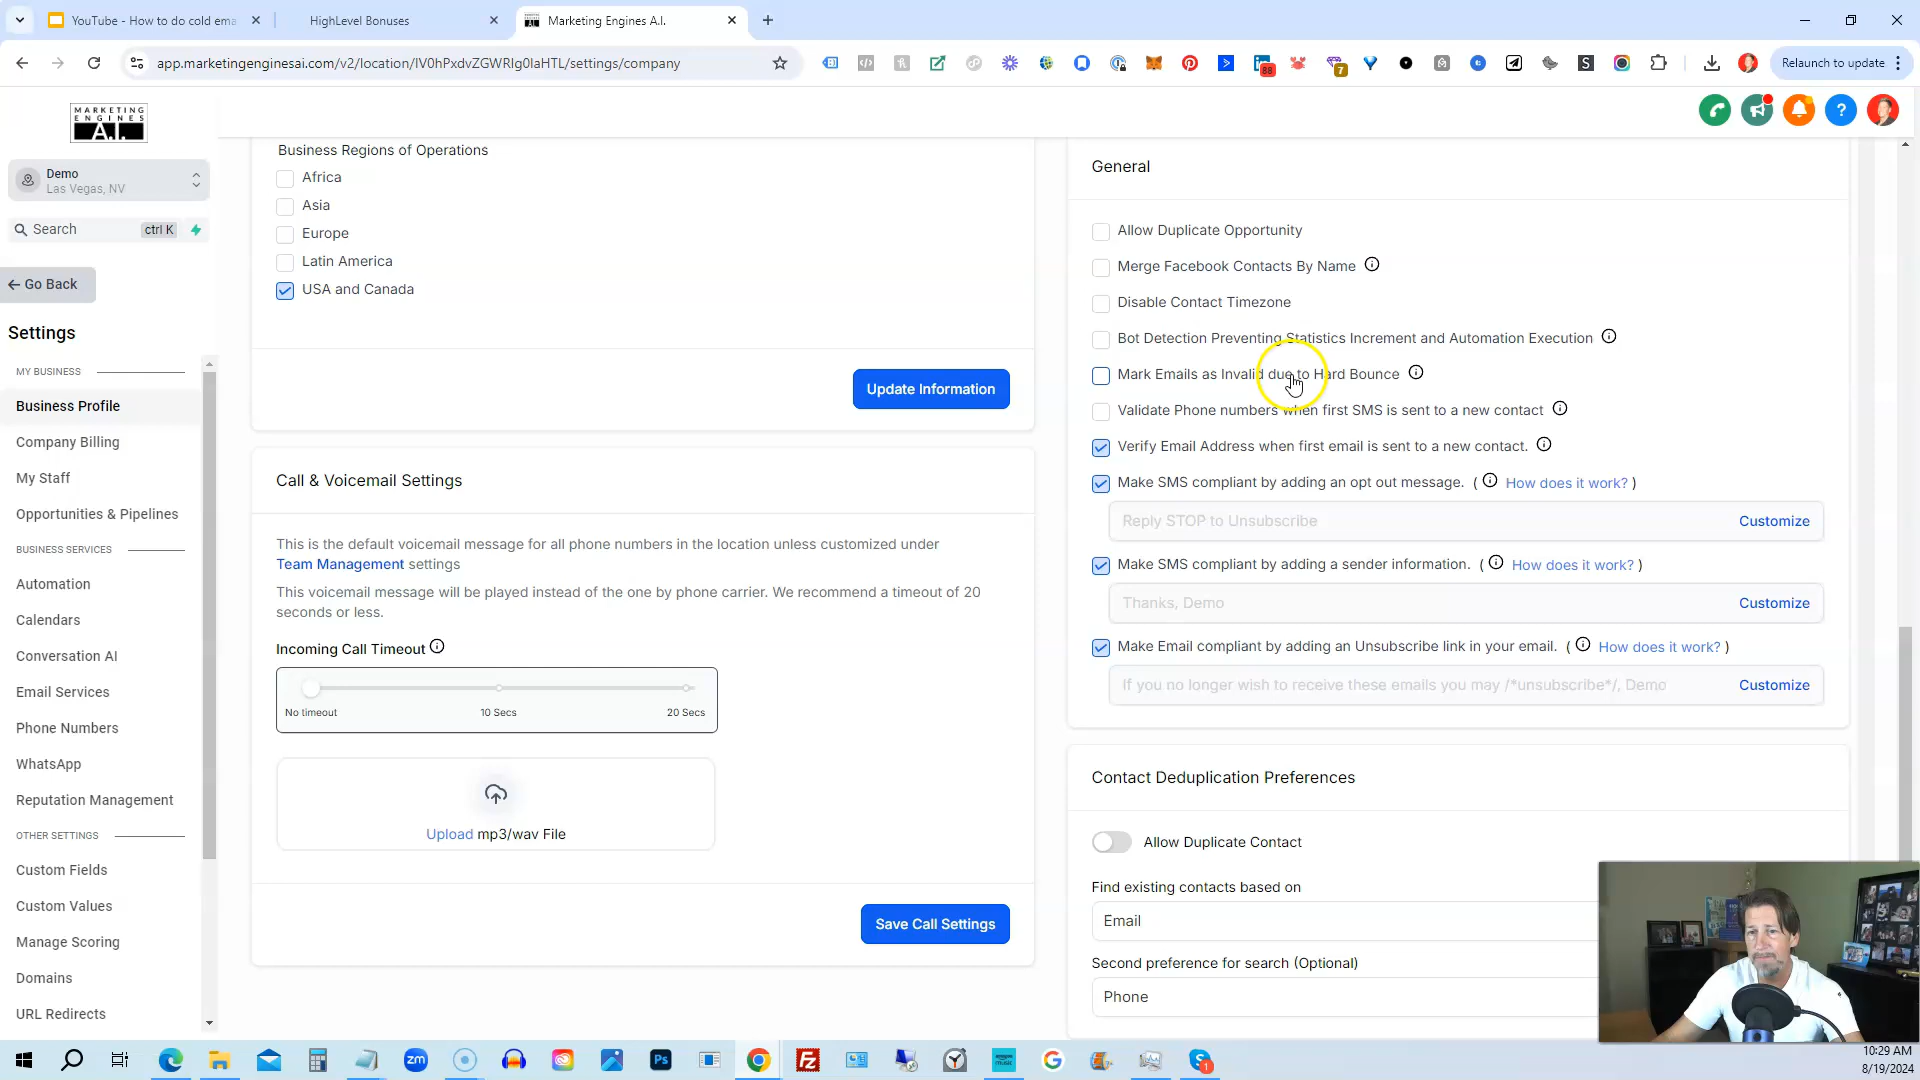 YouTube - How to do cold ema
HighLevel Bonuses
Marketing Engines A.I.
app.marketingenginesai.com/v2/location/lV0hPxdvZGWRlg0laHTL/settings/company
88
7
S
Relaunch to update
MARKETING
ENGINES
A.I.
?
Demo
Las Vegas, NV
Search
ctrl K
Go Back
Settings
MY BUSINESS
Business Profile
Company Billing
My Staff
Opportunities & Pipelines
BUSINESS SERVICES
Automation
Calendars
Conversation AI
Email Services
Phone Numbers
WhatsApp
Reputation Management
OTHER SETTINGS
Custom Fields
Custom Values
Manage Scoring
Domains
URL Redirects
Business Regions of Operations
Africa
Asia
Europe
Latin America
USA and Canada
Update Information
Call & Voicemail Settings
This is the default voicemail message for all phone numbers in the location unless customized under
Team Management settings
This voicemail message will be played instead of the one by phone carrier. We recommend a timeout of 20
seconds or less.
Incoming Call Timeout
No timeout
10 Secs
20 Secs
Upload mp3/wav File
Save Call Settings
General
Allow Duplicate Opportunity
Merge Facebook Contacts By Name
Disable Contact Timezone
Bot Detection Preventing Statistics Increment and Automation Execution
Mark Emails as Invalid due to Hard Bounce
Validate Phone numbers when first SMS is sent to a new contact
Verify Email Address when first email is sent to a new contact.
Make SMS compliant by adding an opt out message. ( How does it work? )
Reply STOP to Unsubscribe
Customize
Make SMS compliant by adding a sender information. ( How does it work? )
Thanks, Demo
Customize
Make Email compliant by adding an Unsubscribe link in your email. ( How does it work? )
If you no longer wish to receive these emails you may /*unsubscribe*/, Demo
Customize
Contact Deduplication Preferences
Allow Duplicate Contact
Find existing contacts based on
Email
Second preference for search (Optional)
Phone
zm
Ps
Fz
music
1
10:29 AM
8/19/2024